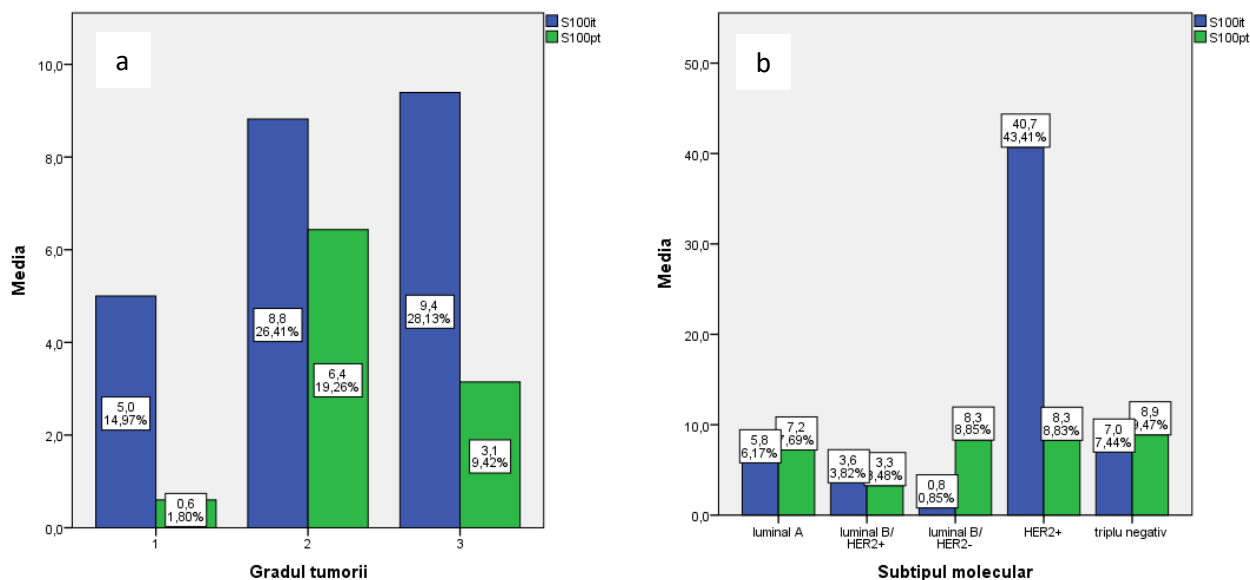 a
S100it
S100pt
10,0
8,0
6,0
4,0
2,0
0,0
Media
5,0
14,97%
0,6
1,80%
8,8
26,41%
6,4
19,26%
9,4
28,13%
3,1
9,42%
1
2
3
Gradul tumorii
b
S100it
S100pt
50,0
40,0
30,0
20,0
10,0
0,0
Media
5,8
6,17%
7,2
7,69%
3,6
3,82%
3,3
3,48%
0,8
0,85%
8,3
8,85%
40,7
43,41%
8,3
8,83%
7,0
7,44%
8,9
9,47%
luminal A
luminal B/
HER2+
luminal B/
HER2-
HER2+
triplu negativ
Subtipul molecular